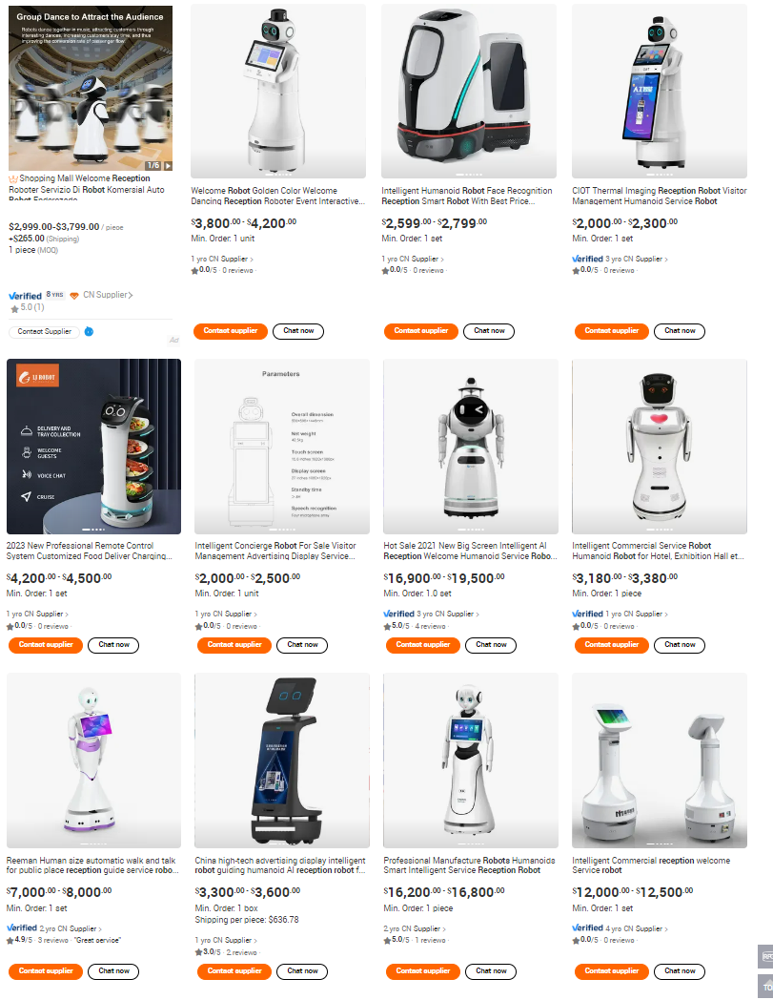 Group Dance to Attract the Audience
Robots dance together in music, attracting customers through
interesting dances, increasing customers stay time, and thus
improving the conversion rate of passenger flow.
1/6
Shopping Mall Welcome Reception
Roboter Servizio Di Robot Komersial Auto
$2,999.00-$3,799.00 / piece
+$265.00 (Shipping)
1 piece (MOQ)
Verified 8 YRS CN Supplier >
5.0 (1)
Contact Supplier
Ad
Welcome Robot Golden Color Welcome
Dancing Reception Roboter Event Interactive...
$3,800.00 - $4,200.00
Min. Order: 1 unit
1 yrs CN Supplier >
0.0/5 · 0 reviews ·
Contact supplier
Chat now
Intelligent Humanoid Robot Face Recognition
Reception Smart Robot With Best Price...
$2,599.00 - $2,799.00
Min. Order: 1 set
1 yrs CN Supplier >
0.0/5 · 0 reviews ·
Contact supplier
Chat now
CIOT Thermal Imaging Reception Robot Visitor
Management Humanoid Service Robot
$2,000.00 - $2,300.00
Min. Order: 1 set
Verified 3 yrs CN Supplier >
0.0/5 · 0 reviews ·
Contact supplier
Chat now
LJ ROBOT
DELIVERY AND
TRAY COLLECTION
WELCOME
GUESTS
VOICE CHAT
CRUISE
2023 New Professional Remote Control
System Customized Food Deliver Charging...
$4,200.00 - $4,500.00
Min. Order: 1 set
1 yrs CN Supplier >
0.0/5 · 0 reviews ·
Contact supplier
Chat now
Parameters
Overall dimension
Net weight
Touch screen
Display screen
Standby time
Speech recognition
Intelligent Concierge Robot For Sale Visitor
Management Advertising Display Service...
$2,000.00 - $2,500.00
Min. Order: 1 unit
1 yrs CN Supplier >
0.0/5 · 0 reviews ·
Contact supplier
Chat now
Hot Sale 2021 New Big Screen Intelligent AI
Reception Welcome Humanoid Service Robo...
$16,900.00 - $19,500.00
Min. Order: 1.0 set
Verified 3 yrs CN Supplier >
5.0/5 · 4 reviews ·
Contact supplier
Chat now
Intelligent Commercial Service Robot
Humanoid Robot for Hotel, Exhibition Hall et...
$3,180.00 - $3,380.00
Min. Order: 1 piece
Verified 1 yrs CN Supplier >
0.0/5 · 0 reviews ·
Contact supplier
Chat now
Reeman Human size automatic walk and talk
for public place reception guide service robo...
$7,000.00 - $8,000.00
Min. Order: 1 set
Verified 2 yrs CN Supplier >
4.9/5 · 3 reviews · "Great service"
Contact supplier
Chat now
China high-tech advertising display intelligent
robot guiding humanoid AI reception robot f...
$3,300.00 - $3,600.00
Min. Order: 1 box
Shipping per piece: $636.78
1 yrs CN Supplier >
3.0/5 · 2 reviews ·
Contact supplier
Chat now
Professional Manufacture Robots Humanoids
Smart Intelligent Service Reception Robot
$16,200.00 - $16,800.00
Min. Order: 1 piece
2 yrs CN Supplier >
5.0/5 · 1 reviews ·
Contact supplier
Chat now
Intelligent Commercial reception welcome
Service robot
$12,000.00 - $12,500.00
Min. Order: 1 set
Verified 4 yrs CN Supplier >
0.0/5 · 0 reviews ·
Contact supplier
Chat now